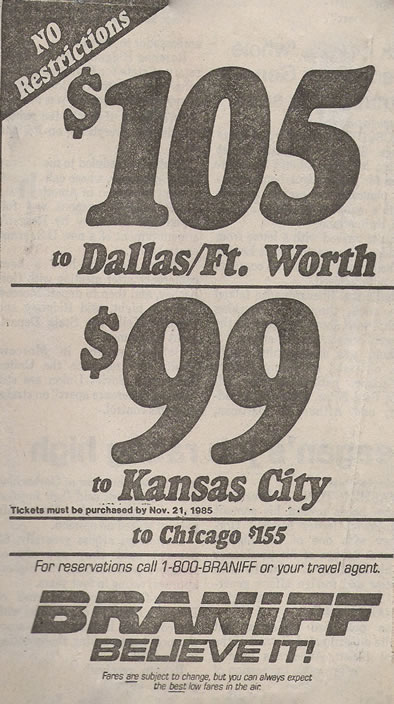 NO
Restrictions
$105
to Dallas/Ft. Worth
$99
to Kansas City
Tickets must be purchased by Nov. 21, 1985
to Chicago $155
For reservations call 1-800-BRANIFF or your travel agent.
BRANIFF
BELIEVE IT!
Fares are subject to change, but you can always expect
the best low fares in the air.